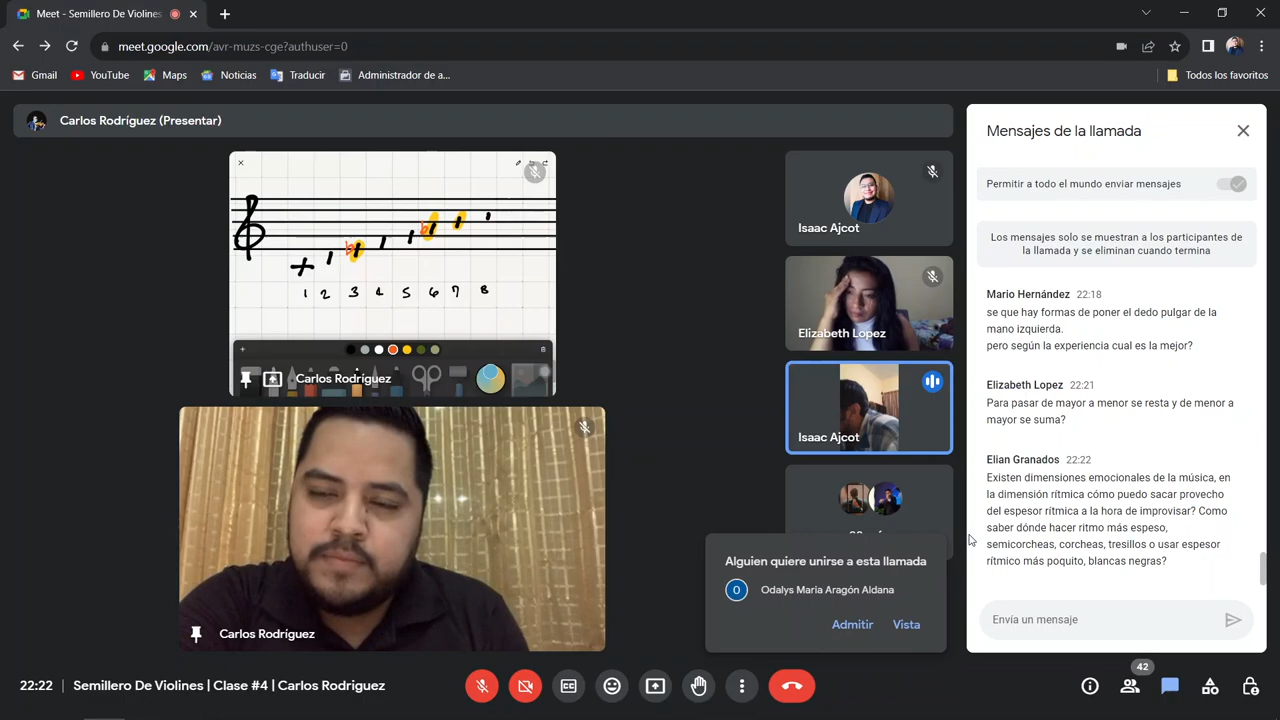 Meet - Semillero De Violines
meet.google.com/avr-muzs-cge?authuser=0
Gmail
YouTube
Maps
Noticias
Traducir
Administrador de a...
Todos los favoritos
Carlos Rodríguez (Presentar)
1 2 3 4 5 6 7 8
Carlos Rodríguez
Carlos Rodríguez
Isaac Ajcot
Elizabeth Lopez
Isaac Ajcot
Alguien quiere unirse a esta llamada
O
Odalys Maria Aragón Aldana
Admitir
Vista
Mensajes de la llamada
Permitir a todo el mundo enviar mensajes
Los mensajes solo se muestran a los participantes de
la llamada y se eliminan cuando termina
Mario Hernández 22:18
se que hay formas de poner el dedo pulgar de la
mano izquierda.
pero según la experiencia cual es la mejor?
Elizabeth Lopez 22:21
Para pasar de mayor a menor se resta y de menor a
mayor se suma?
Elian Granados 22:22
Existen dimensiones emocionales de la música, en
la dimensión rítmica cómo puedo sacar provecho
del espesor rítmica a la hora de improvisar? Como
saber dónde hacer ritmo más espeso,
semicorcheas, corcheas, tresillos o usar espesor
rítmico más poquito, blancas negras?
Envía un mensaje
22:22 | Semillero De Violines | Clase #4 | Carlos Rodriguez
42